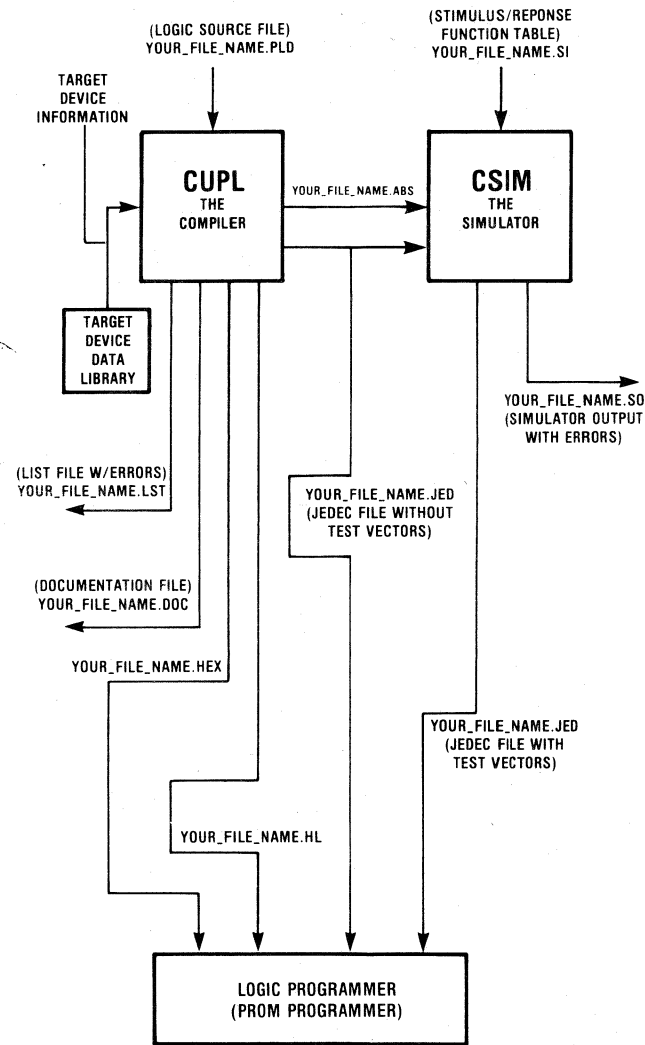 (LOGIC SOURCE FILE)
YOUR_FILE_NAME.PLD
(STIMULUS/REPONSE
FUNCTION TABLE)
YOUR_FILE_NAME.SI
TARGET
DEVICE
INFORMATION
CUPL
THE
COMPILER
YOUR_FILE_NAME.ABS
CSIM
THE
SIMULATOR
TARGET
DEVICE
DATA
LIBRARY
YOUR_FILE_NAME.SO
(SIMULATOR OUTPUT
WITH ERRORS)
(LIST FILE W/ERRORS)
YOUR_FILE_NAME.LST
YOUR_FILE_NAME.JED
(JEDEC FILE WITHOUT
TEST VECTORS)
(DOCUMENTATION FILE)
YOUR_FILE_NAME.DOC
YOUR_FILE_NAME.HEX
YOUR_FILE_NAME.JED
(JEDEC FILE WITH
TEST VECTORS)
YOUR_FILE_NAME.HL
LOGIC PROGRAMMER
(PROM PROGRAMMER)